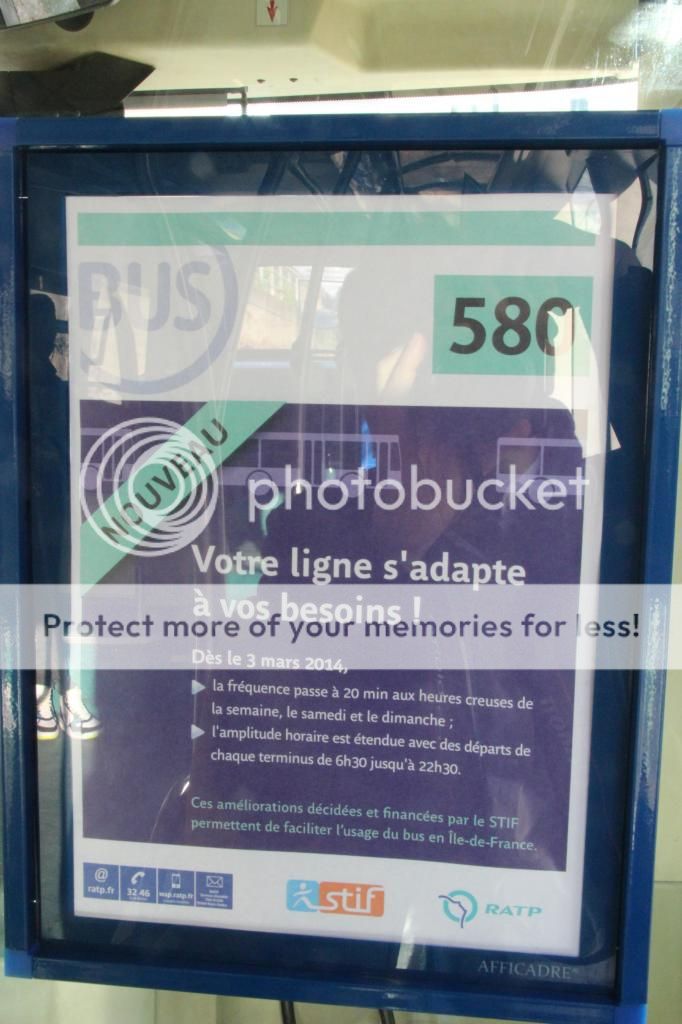 BUS
580
NOUVEAU
photobucket
Votre ligne s'adapte
à vos besoins !
Protect more of your memories for less!
Dès le 3 mars 2014,
la fréquence passe à 20 min aux heures creuses de
la semaine, le samedi et le dimanche ;
l'amplitude horaire est étendue avec des départs de
chaque terminus de 6h30 jusqu'à 22h30.
Ces améliorations décidées et financées par le STIF
permettent de faciliter l'usage du bus en Île-de-France.
@
ratp.fr
32 46
wap.ratp.fr
stif
RATP
AFFICADRE